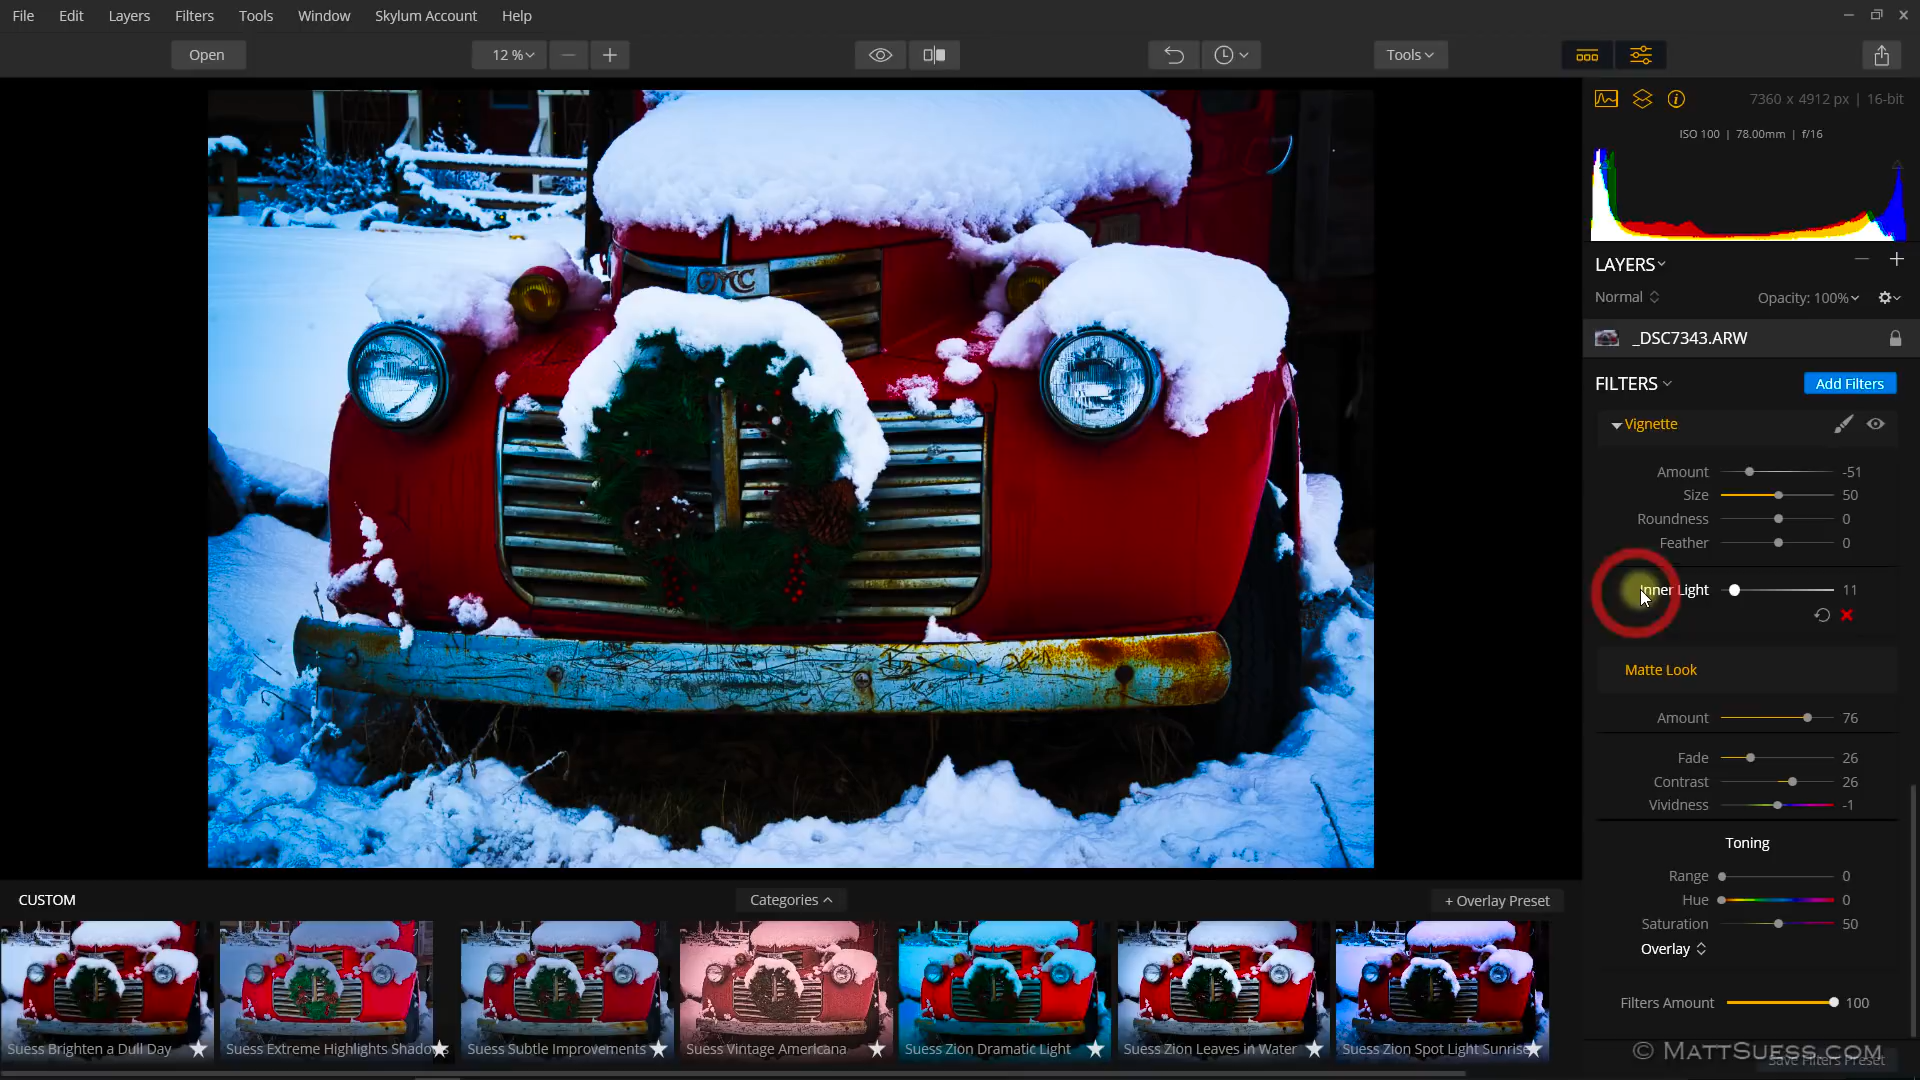 File Edit Layers Filters Tools Window Skylum Account Help
Open 12 % Tools
7360 x 4912 px | 16-bit
ISO 100 | 78.00mm | f/16
GMC
LAYERS
Normal Opacity: 100%
_DSC7343.ARW
FILTERS Add Filters
Vignette
Amount -51
Size 50
Roundness 0
Feather 0
Inner Light 11
Matte Look
Amount 76
Fade 26
Contrast 26
Vividness -1
Toning
Range 0
Hue 0
Saturation 50
Overlay
Filters Amount 100
CUSTOM Categories + Overlay Preset
Suess Brighten a Dull Day Suess Extreme Highlights Shadows Suess Subtle Improvements Suess Vintage Americana Suess Zion Dramatic Light Suess Zion Leaves in Water Suess Zion Spot Light Sunrise
© MattSuess.com
Save Filters Preset